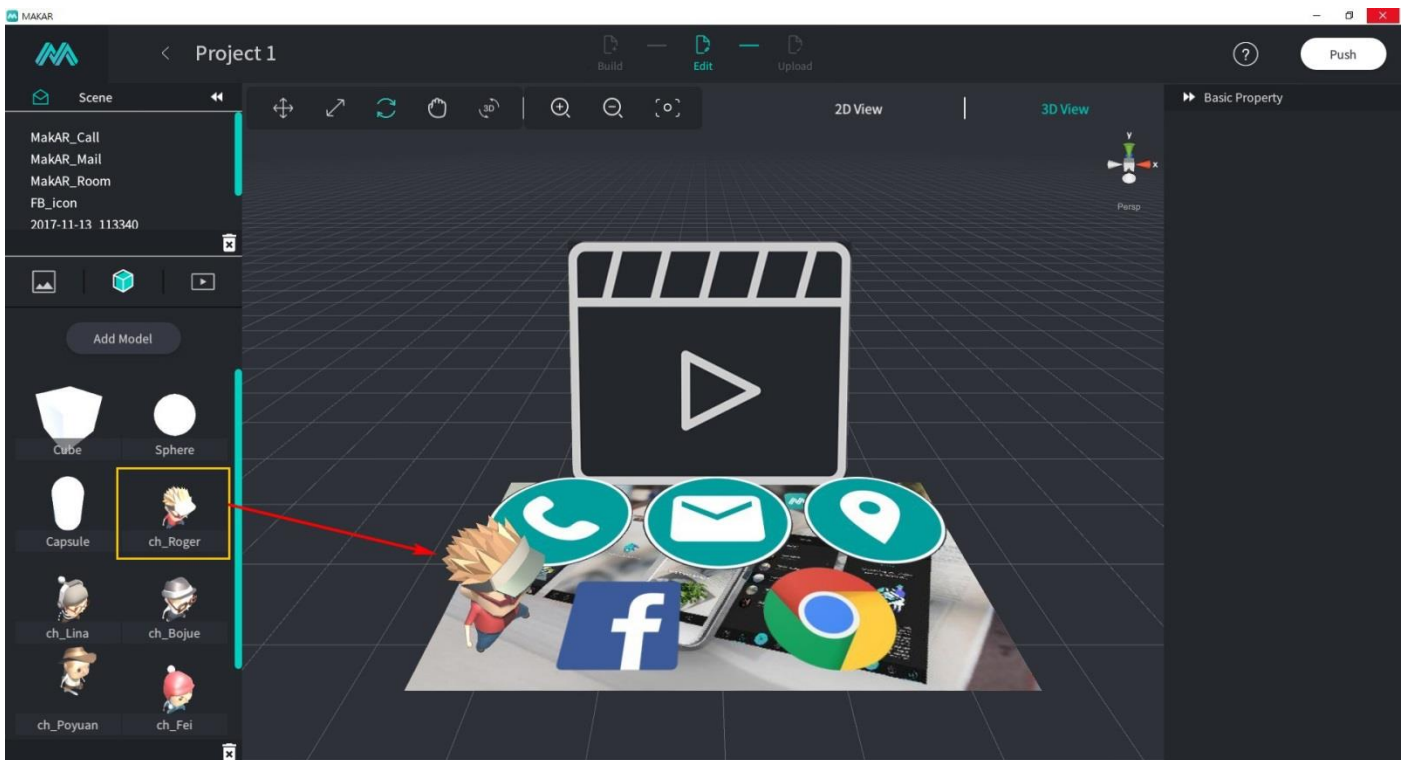 MAKAR
Project 1
Build
Edit
Upload
?
Push
Scene
MakAR_Call
MakAR_Mail
MakAR_Room
FB_icon
2017-11-13_113340
3D
2D View
3D View
Basic Property
y
x
Persp
Add Model
Cube
Sphere
Capsule
ch_Roger
ch_Lina
ch_Bojue
ch_Poyuan
ch_Fei
f